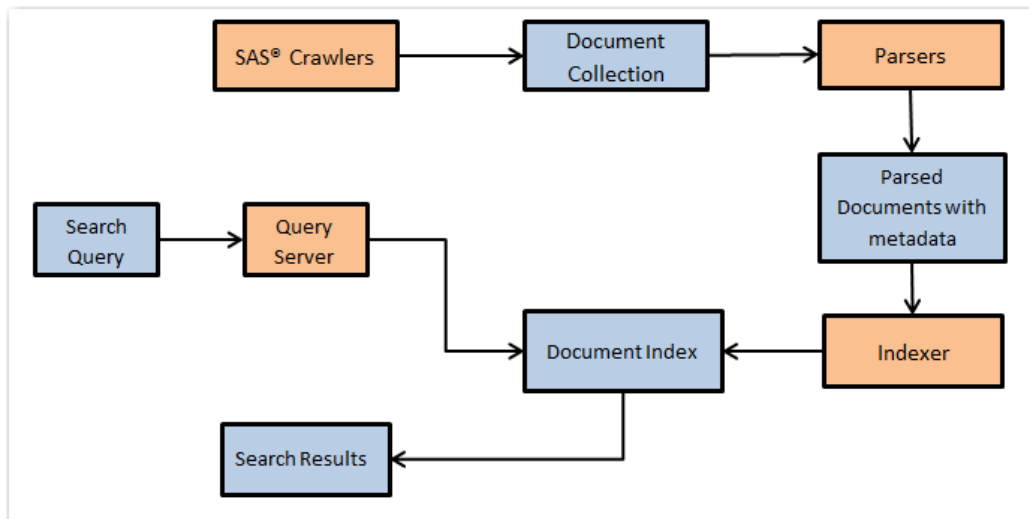 SAS® Crawlers
Document
Collection
Parsers
Parsed
Documents with
metadata
Search
Query
Query
Server
Document Index
Indexer
Search Results